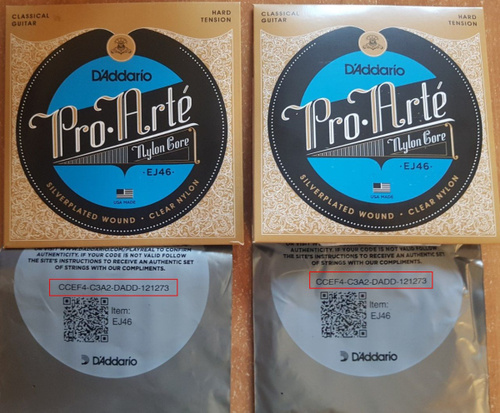 CLASSICAL
GUITAR
HARD
TENSION
D'Addario
Pro·Arté
Nylon Core
·EJ46·
USA MADE
SILVERPLATED WOUND · CLEAR NYLON
AUTHENTICITY. IF YOUR CODE IS NOT VALID, FOLLOW
THE SITE'S INSTRUCTIONS TO RECEIVE AN AUTHENTIC SET
OF STRINGS WITH OUR COMPLIMENTS.
CCEF4-C3A2-DADD-121273
Item:
EJ46
D'Addario
CLASSICAL
GUITAR
HARD
TENSION
D'Addario
Pro·Arté
Nylon Core
·EJ46·
USA MADE
SILVERPLATED WOUND · CLEAR NYLON
AUTHENTICITY. IF YOUR CODE IS NOT VALID, FOLLOW
THE SITE'S INSTRUCTIONS TO RECEIVE AN AUTHENTIC SET
OF STRINGS WITH OUR COMPLIMENTS.
CCEF4-C3A2-DADD-121273
Item:
EJ46
D'Addario